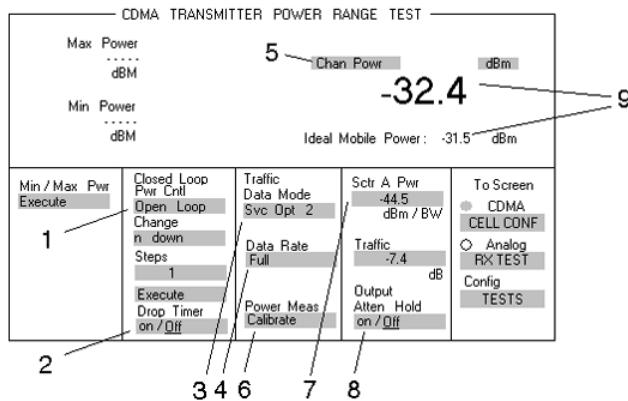 CDMA TRANSMITTER POWER RANGE TEST
Max Power
-----
dBM
Min Power
-----
dBM
5
Chan Powr
dBm
-32.4
9
Ideal Mobile Power: -31.5 dBm
Min/Max Pwr
Execute
1
Closed Loop
Pwr Cntl
Open Loop
Change
n down
Steps
1
Execute
Drop Timer
on/Off
2
Traffic
Data Mode
Svc Opt 2
Data Rate
Full
Power Meas
Calibrate
3 4 6
Sctr A Pwr
-44.5
dBm/BW
Traffic
-7.4
dB
Output
Atten Hold
on/Off
7
8
To Screen
CDMA
CELL CONF
Analog
RX TEST
Config
TESTS